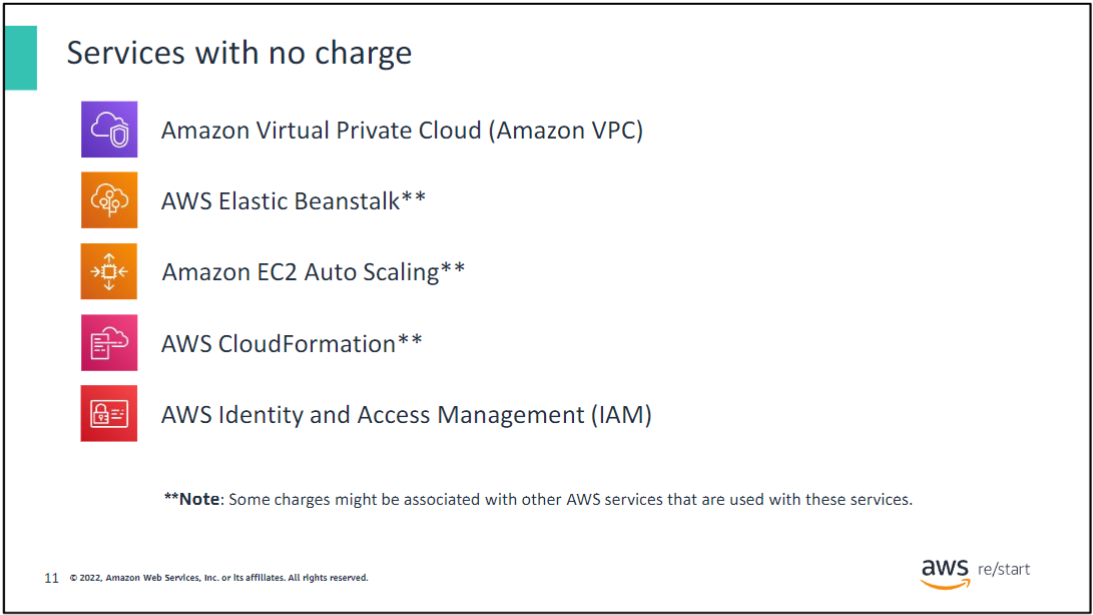 Services with no charge
Amazon Virtual Private Cloud (Amazon VPC)
AWS Elastic Beanstalk**
Amazon EC2 Auto Scaling**
AWS CloudFormation**
AWS Identity and Access Management (IAM)
**Note: Some charges might be associated with other AWS services that are used with these services.
11 © 2022, Amazon Web Services, Inc. or its affiliates. All rights reserved.
aws re/start